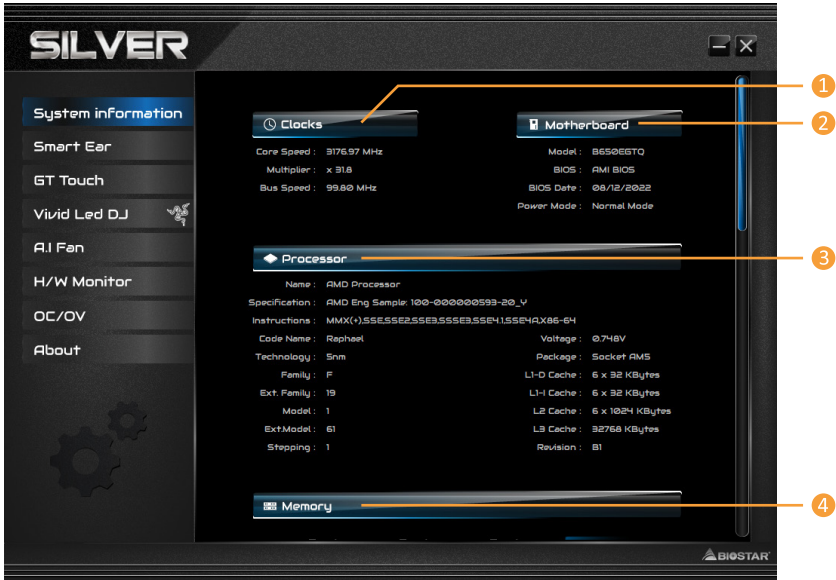 SILVER
System information
Smart Ear
GT Touch
Vivid Led DJ
A.I Fan
H/W Monitor
OC/OV
About
1
Clocks
Core Speed : 3176.97 MHz
Multiplier : x 31.8
Bus Speed : 99.80 MHz
2
Motherboard
Model : B650EGTQ
BIOS : AMI BIOS
BIOS Date : 08/12/2022
Power Mode : Normal Mode
3
Processor
Name : AMD Processor
Specification : AMD Eng Sample: 100-000000593-20_Y
Instructions : MMX(+),SSE,SSE2,SSE3,SSSE3,SSE4.1,SSE4A,X86-64
Code Name : Raphael
Technology : 5nm
Family : F
Ext. Family : 19
Model : 1
Ext.Model : 61
Stepping : 1
Voltage : 0.748V
Package : Socket AM5
L1-D Cache : 6 x 32 KBytes
L1-I Cache : 6 x 32 KBytes
L2 Cache : 6 x 1024 KBytes
L3 Cache : 32768 KBytes
Revision : B1
4
Memory
BIOSTAR